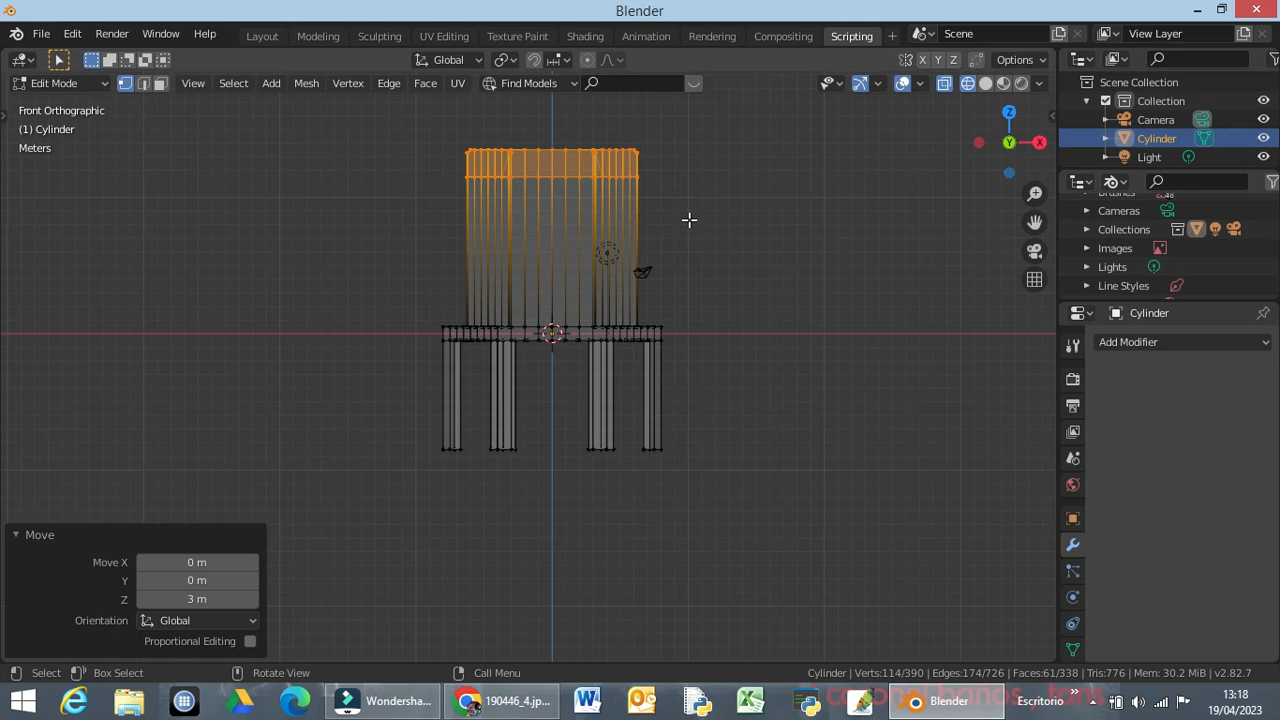 Blender
File Edit Render Window Help Layout Modeling Sculpting UV Editing Texture Paint Shading Animation Rendering Compositing Scripting + Scene View Layer
Global X Y Z Options
Edit Mode View Select Add Mesh Vertex Edge Face UV Find Models
Front Orthographic
(1) Cylinder
Meters
Z
Y
X
Scene Collection
Collection
Camera
Cylinder
Light
Brushes 48
Cameras
Collections
Images
Lights
Line Styles
Cylinder
Add Modifier
Move
Move X 0 m
Y 0 m
Z 3 m
Orientation Global
Proportional Editing
Select Box Select Rotate View Call Menu Cylinder | Verts:114/390 | Edges:174/726 | Faces:61/338 | Tris:776 | Mem: 30.2 MiB | v2.82.7
Wondersha... 190446_4.jp... Blender Escritorio 13:18
19/04/2023